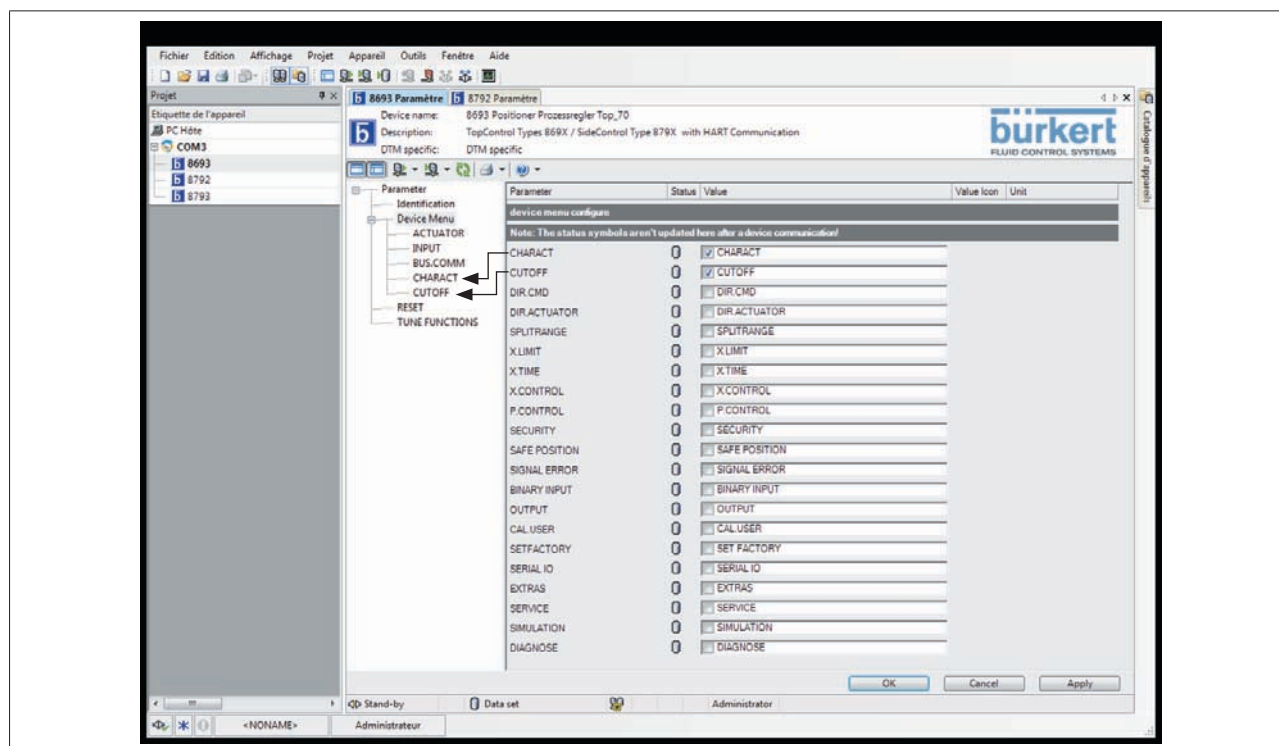 Fichier Edition Affichage Projet Appareil Outils Fenêtre Aide
Projet
Etiquette de l'appareil
PC Hôte
COM3
8693
8792
8793
8693 Paramètre 8792 Paramètre
Device name: 8693 Positioner Prozessregler Top_70
Description: TopControl Types 869X / SideControl Type 879X with HART Communication
DTM specific: DTM specific
bürkert
FLUID CONTROL SYSTEMS
Catalogue d'appareils
Parameter
Identification
Device Menu
ACTUATOR
INPUT
BUS.COMM
CHARACT
CUTOFF
RESET
TUNE FUNCTIONS
Parameter Status Value Value Icon Unit
device menu configure
Note: The status symbols aren't updated here after a device communication!
CHARACT CHARACT
CUTOFF CUTOFF
DIR.CMD DIR.CMD
DIR.ACTUATOR DIR.ACTUATOR
SPLITRANGE SPLITRANGE
X.LIMIT X.LIMIT
X.TIME X.TIME
X.CONTROL X.CONTROL
P.CONTROL P.CONTROL
SECURITY SECURITY
SAFE POSITION SAFE POSITION
SIGNAL ERROR SIGNAL ERROR
BINARY INPUT BINARY INPUT
OUTPUT OUTPUT
CAL.USER CAL.USER
SETFACTORY SET FACTORY
SERIAL IO SERIAL IO
EXTRAS EXTRAS
SERVICE SERVICE
SIMULATION SIMULATION
DIAGNOSE DIAGNOSE
OK Cancel Apply
Stand-by Data set Administrator
<NONAME> Administrateur